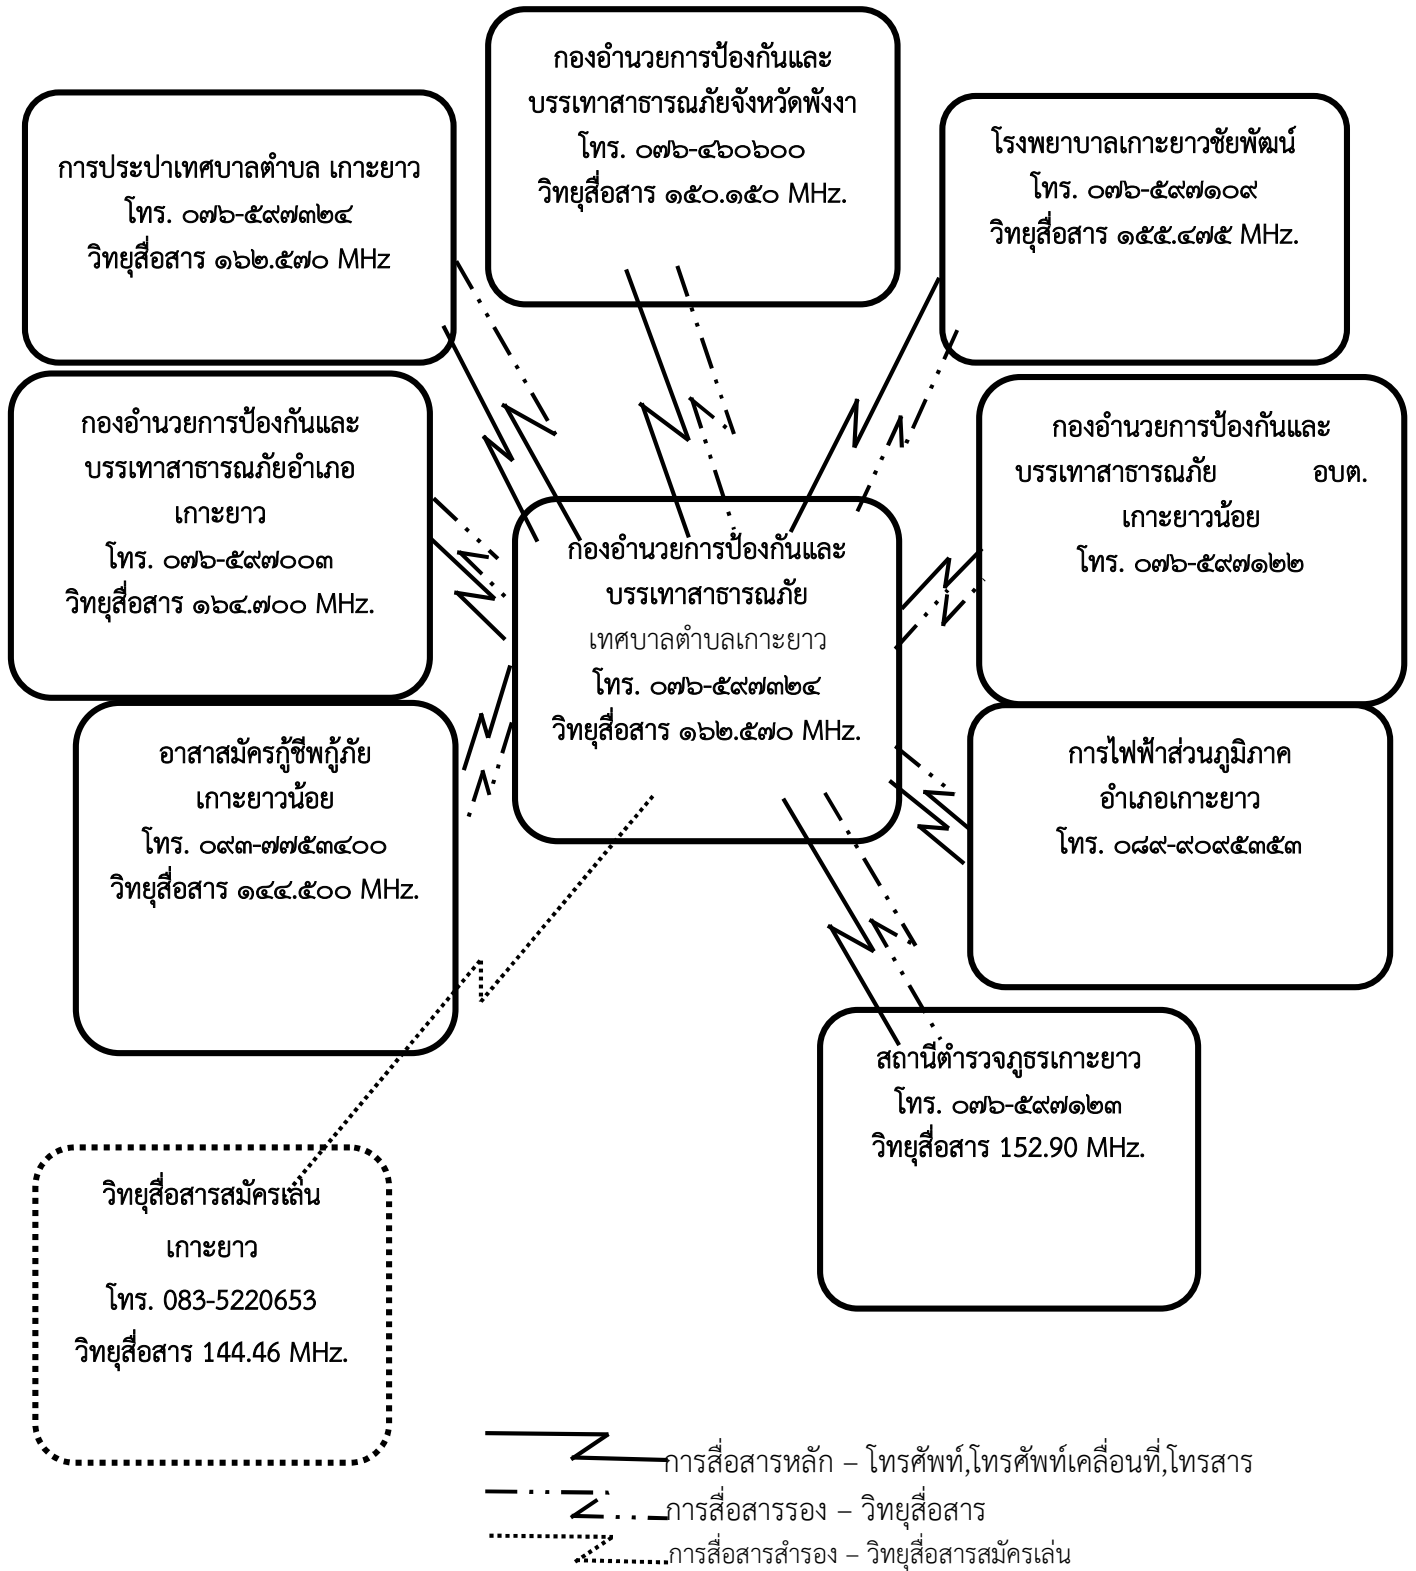 กองอำนวยการป้องกันและ
บรรเทาสาธารณภัยจังหวัดพังงา
โทร. ๐๗๖-๔๖๐๖๐๐
วิทยุสื่อสาร ๑๕๐.๑๕๐ MHz.
การประปาเทศบาลตำบล เกาะยาว
โทร. ๐๗๖-๕๙๗๓๒๔
วิทยุสื่อสาร ๑๖๒.๕๗๐ MHz
โรงพยาบาลเกาะยาวชัยพัฒน์
โทร. ๐๗๖-๕๙๗๑๐๙
วิทยุสื่อสาร ๑๕๕.๔๗๕ MHz.
กองอำนวยการป้องกันและ
บรรเทาสาธารณภัยอำเภอ
เกาะยาว
โทร. ๐๗๖-๕๙๗๐๐๓
วิทยุสื่อสาร ๑๖๔.๗๐๐ MHz.
กองอำนวยการป้องกันและ
บรรเทาสาธารณภัย อบต.
เกาะยาวน้อย
โทร. ๐๗๖-๕๙๗๑๒๒
กองอำนวยการป้องกันและ
บรรเทาสาธารณภัย
เทศบาลตำบลเกาะยาว
โทร. ๐๗๖-๕๙๗๓๒๔
วิทยุสื่อสาร ๑๖๒.๕๗๐ MHz.
อาสาสมัครกู้ชีพกู้ภัย
เกาะยาวน้อย
โทร. ๐๙๓-๗๗๕๓๔๐๐
วิทยุสื่อสาร ๑๔๔.๕๐๐ MHz.
การไฟฟ้าส่วนภูมิภาค
อำเภอเกาะยาว
โทร. ๐๘๙-๙๐๙๕๓๕๓
สถานีตำรวจภูธรเกาะยาว
โทร. ๐๗๖-๕๙๗๑๒๓
วิทยุสื่อสาร 152.90 MHz.
วิทยุสื่อสารสมัครเล่น
เกาะยาว
โทร. 083-5220653
วิทยุสื่อสาร 144.46 MHz.
การสื่อสารหลัก – โทรศัพท์,โทรศัพท์เคลื่อนที่,โทรสาร
การสื่อสารรอง – วิทยุสื่อสาร
การสื่อสารสำรอง – วิทยุสื่อสารสมัครเล่น